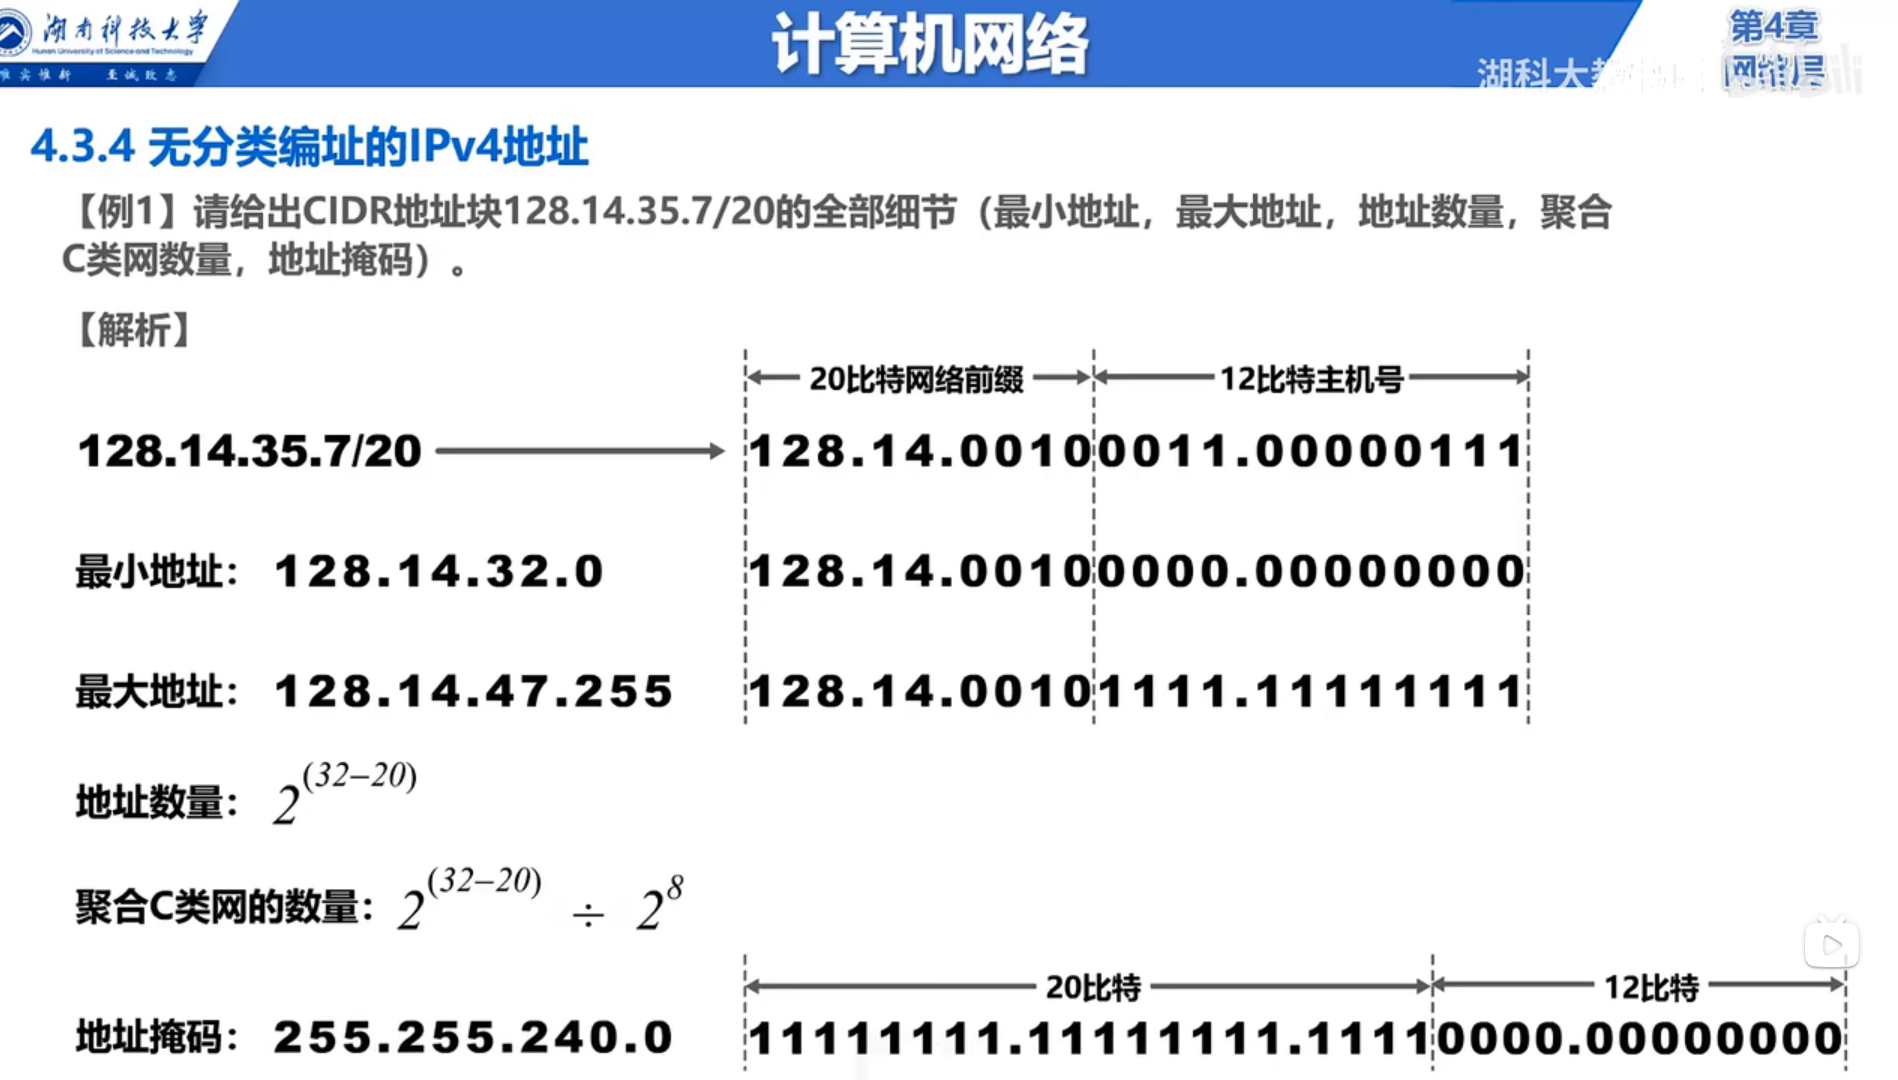 湖南科技大学
Hunan University of Science and Technology
唯实惟新 至诚致志
计算机网络
第4章
网络层
湖科大教
4.3.4 无分类编址的IPv4地址
【例1】请给出CIDR地址块128.14.35.7/20的全部细节（最小地址，最大地址，地址数量，聚合
C类网数量，地址掩码）。
【解析】
20比特网络前缀 12比特主机号
128.14.35.7/20 128.14.00100011.00000111
最小地址： 128.14.32.0 128.14.00100000.00000000
最大地址： 128.14.47.255 128.14.00101111.11111111
地址数量： 2^(32–20)
聚合C类网的数量： 2^(32–20) ÷ 2^8
20比特 12比特
地址掩码： 255.255.240.0 11111111.11111111.11110000.00000000